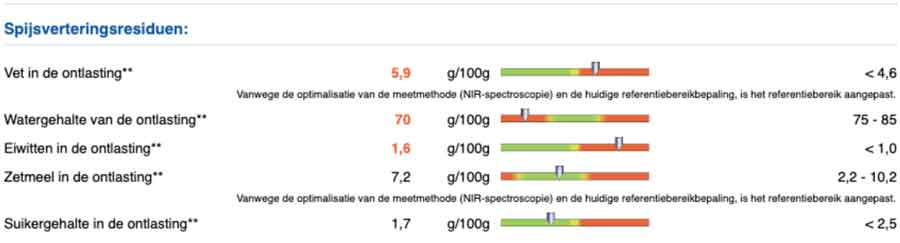 Spijsverteringsresiduen:
Vet in de ontlasting** 5,9 g/100g < 4,6
Vanwege de optimalisatie van de meetmethode (NIR-spectroscopie) en de huidige referentiebereikbepaling, is het referentiebereik aangepast.
Watergehalte van de ontlasting** 70 g/100g 75 - 85
Eiwitten in de ontlasting** 1,6 g/100g < 1,0
Zetmeel in de ontlasting** 7,2 g/100g 2,2 - 10,2
Vanwege de optimalisatie van de meetmethode (NIR-spectroscopie) en de huidige referentiebereikbepaling, is het referentiebereik aangepast.
Suikergehalte in de ontlasting** 1,7 g/100g < 2,5